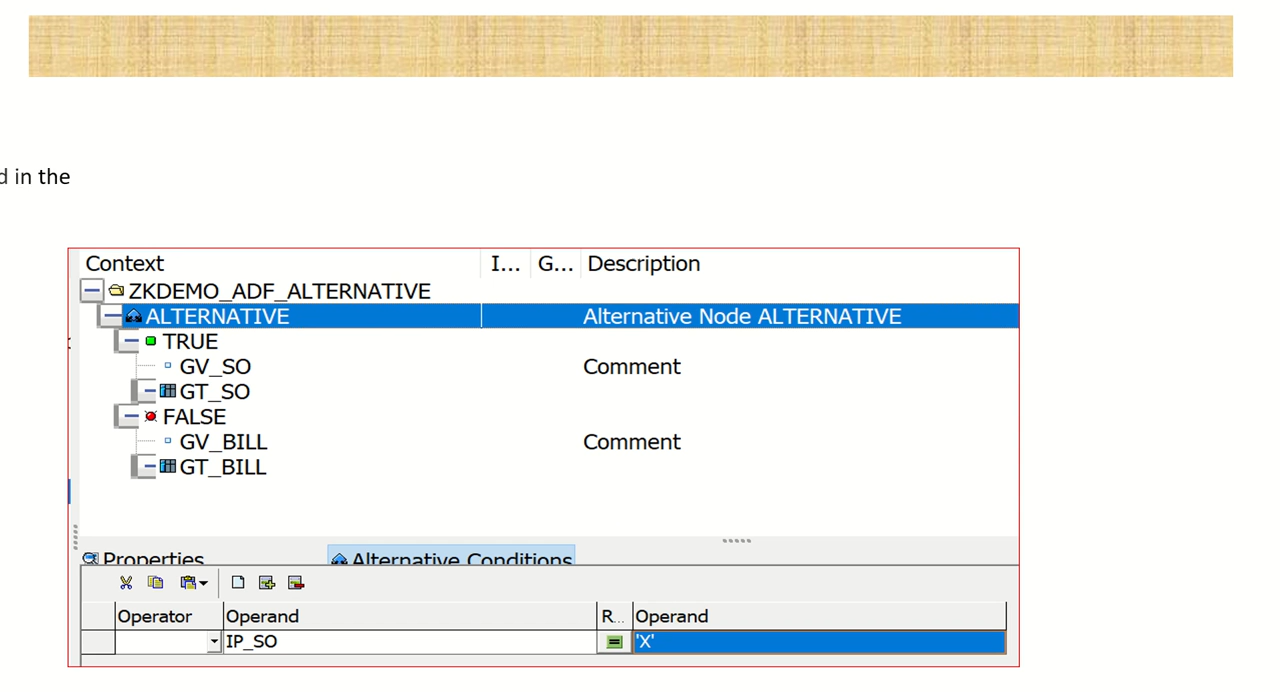 d in the
Context I... G... Description
ZKDEMO_ADF_ALTERNATIVE
ALTERNATIVE Alternative Node ALTERNATIVE
TRUE
GV_SO Comment
GT_SO
FALSE
GV_BILL Comment
GT_BILL
Properties Alternative Conditions
Operator Operand R... Operand
IP_SO 'X'